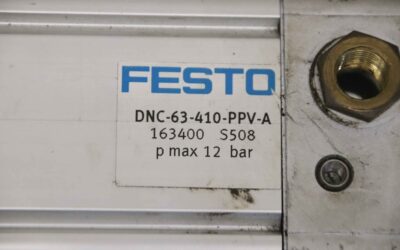 FESTO
DNC-63-410-PPV-A
163400 S508
p max 12 bar